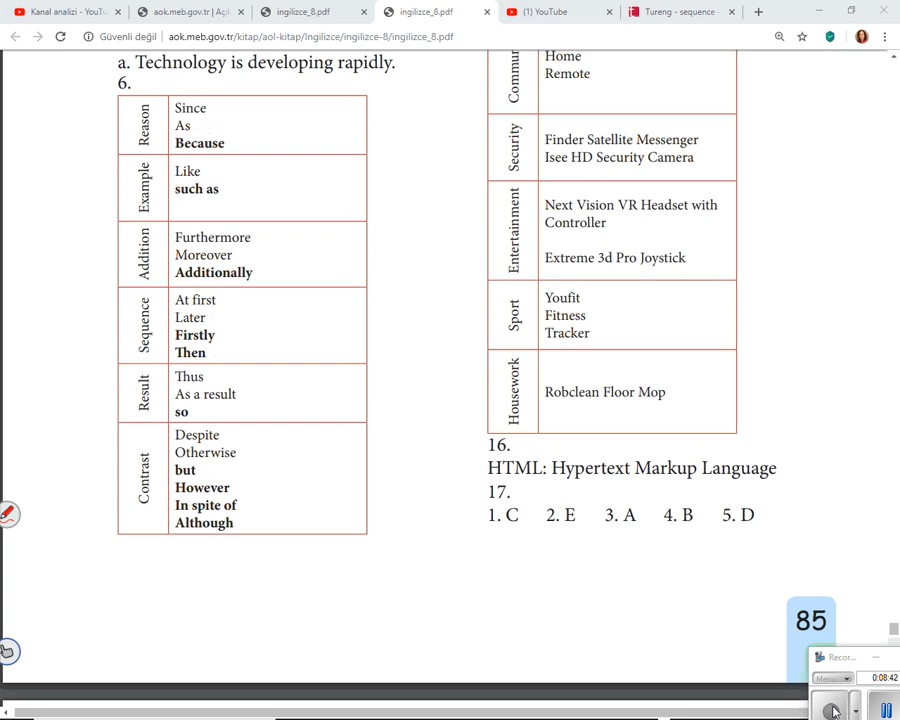 Kanal analizi - YouTu
aok.meb.gov.tr | Açık
ingilizce_8.pdf
ingilizce_8.pdf
(1) YouTube
Tureng - sequence -
Güvenli değil
aok.meb.gov.tr/kitap/aol-kitap/Ingilizce/ingilizce-8/ingilizce_8.pdf
a. Technology is developing rapidly.
6.
Reason
Since
As
Because
Example
Like
such as
Addition
Furthermore
Moreover
Additionally
Sequence
At first
Later
Firstly
Then
Result
Thus
As a result
so
Contrast
Despite
Otherwise
but
However
In spite of
Although
Commun
Home
Remote
Security
Finder Satellite Messenger
Isee HD Security Camera
Entertainment
Next Vision VR Headset with
Controller
Extreme 3d Pro Joystick
Sport
Youfit
Fitness
Tracker
Housework
Robclean Floor Mop
16.
HTML: Hypertext Markup Language
17.
1. C 2. E 3. A 4. B 5. D
85
Recor...
Menu
0:08:42